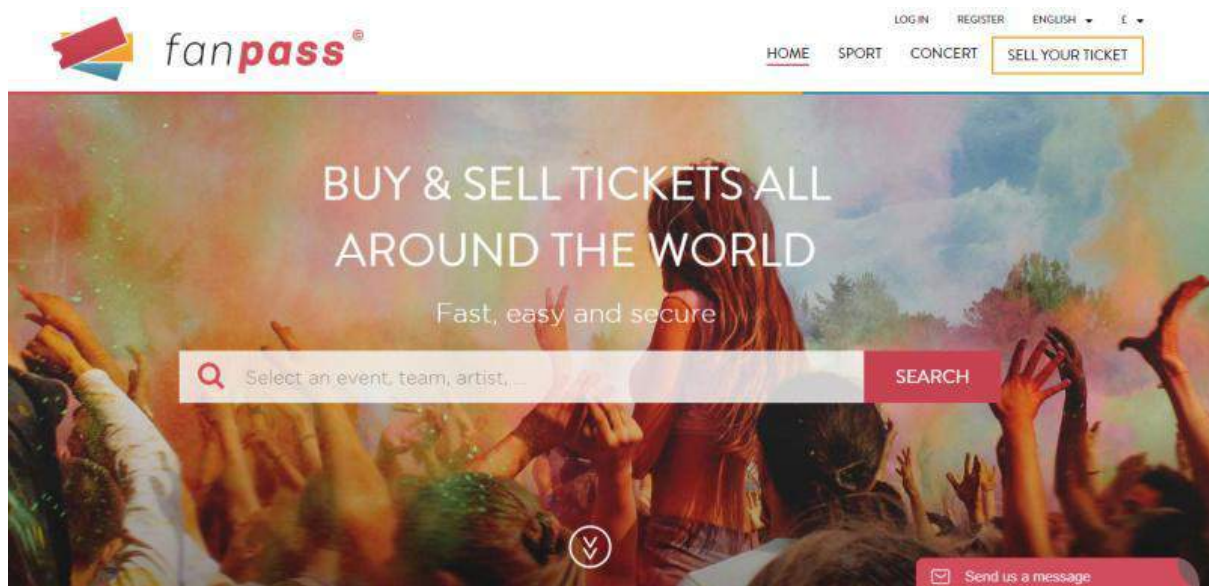 LOG IN REGISTER ENGLISH £
fanpass©
HOME SPORT CONCERT SELL YOUR TICKET
BUY & SELL TICKETS ALL
AROUND THE WORLD
Fast, easy and secure
Select an event, team, artist, ...
SEARCH
Send us a message